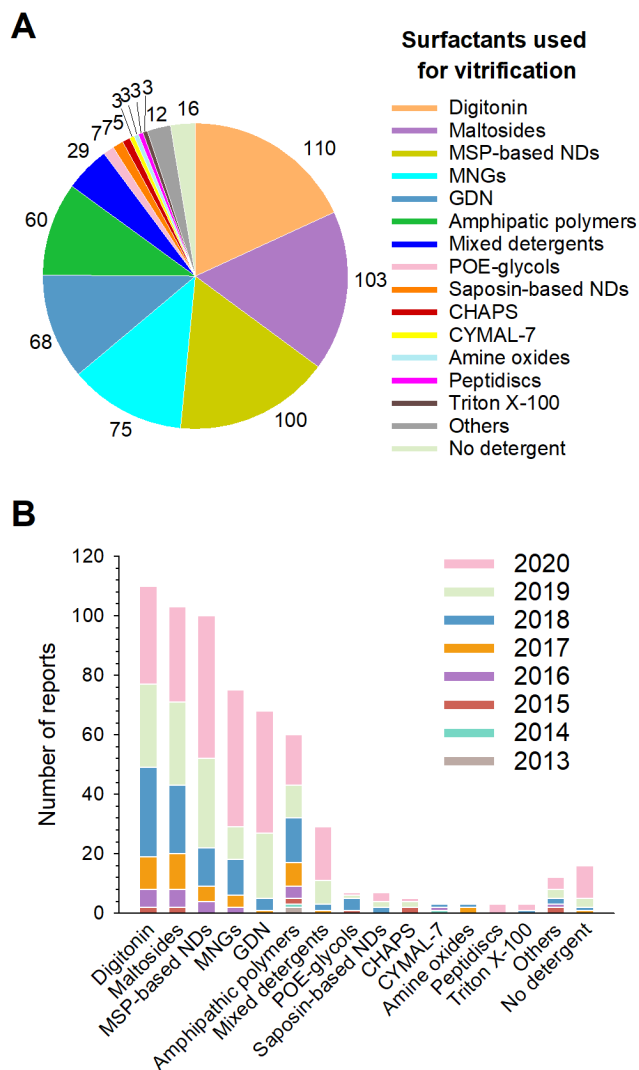 A
Surfactants used
for vitrification
3 3 3 3
7 7 5 12 16
29
110
60
103
68
75
100
Digitonin
Maltosides
MSP-based NDs
MNGs
GDN
Amphipatic polymers
Mixed detergents
POE-glycols
Saposin-based NDs
CHAPS
CYMAL-7
Amine oxides
Peptidiscs
Triton X-100
Others
No detergent
B
120
100
80
60
40
20
0
Number of reports
2020
2019
2018
2017
2016
2015
2014
2013
Digitonin
Maltosides
MSP-based NDs
MNGs
GDN
Amphipathic polymers
Mixed detergents
POE-glycols
Saposin-based NDs
CHAPS
CYMAL-7
Amine oxides
Peptidiscs
Triton X-100
Others
No detergent